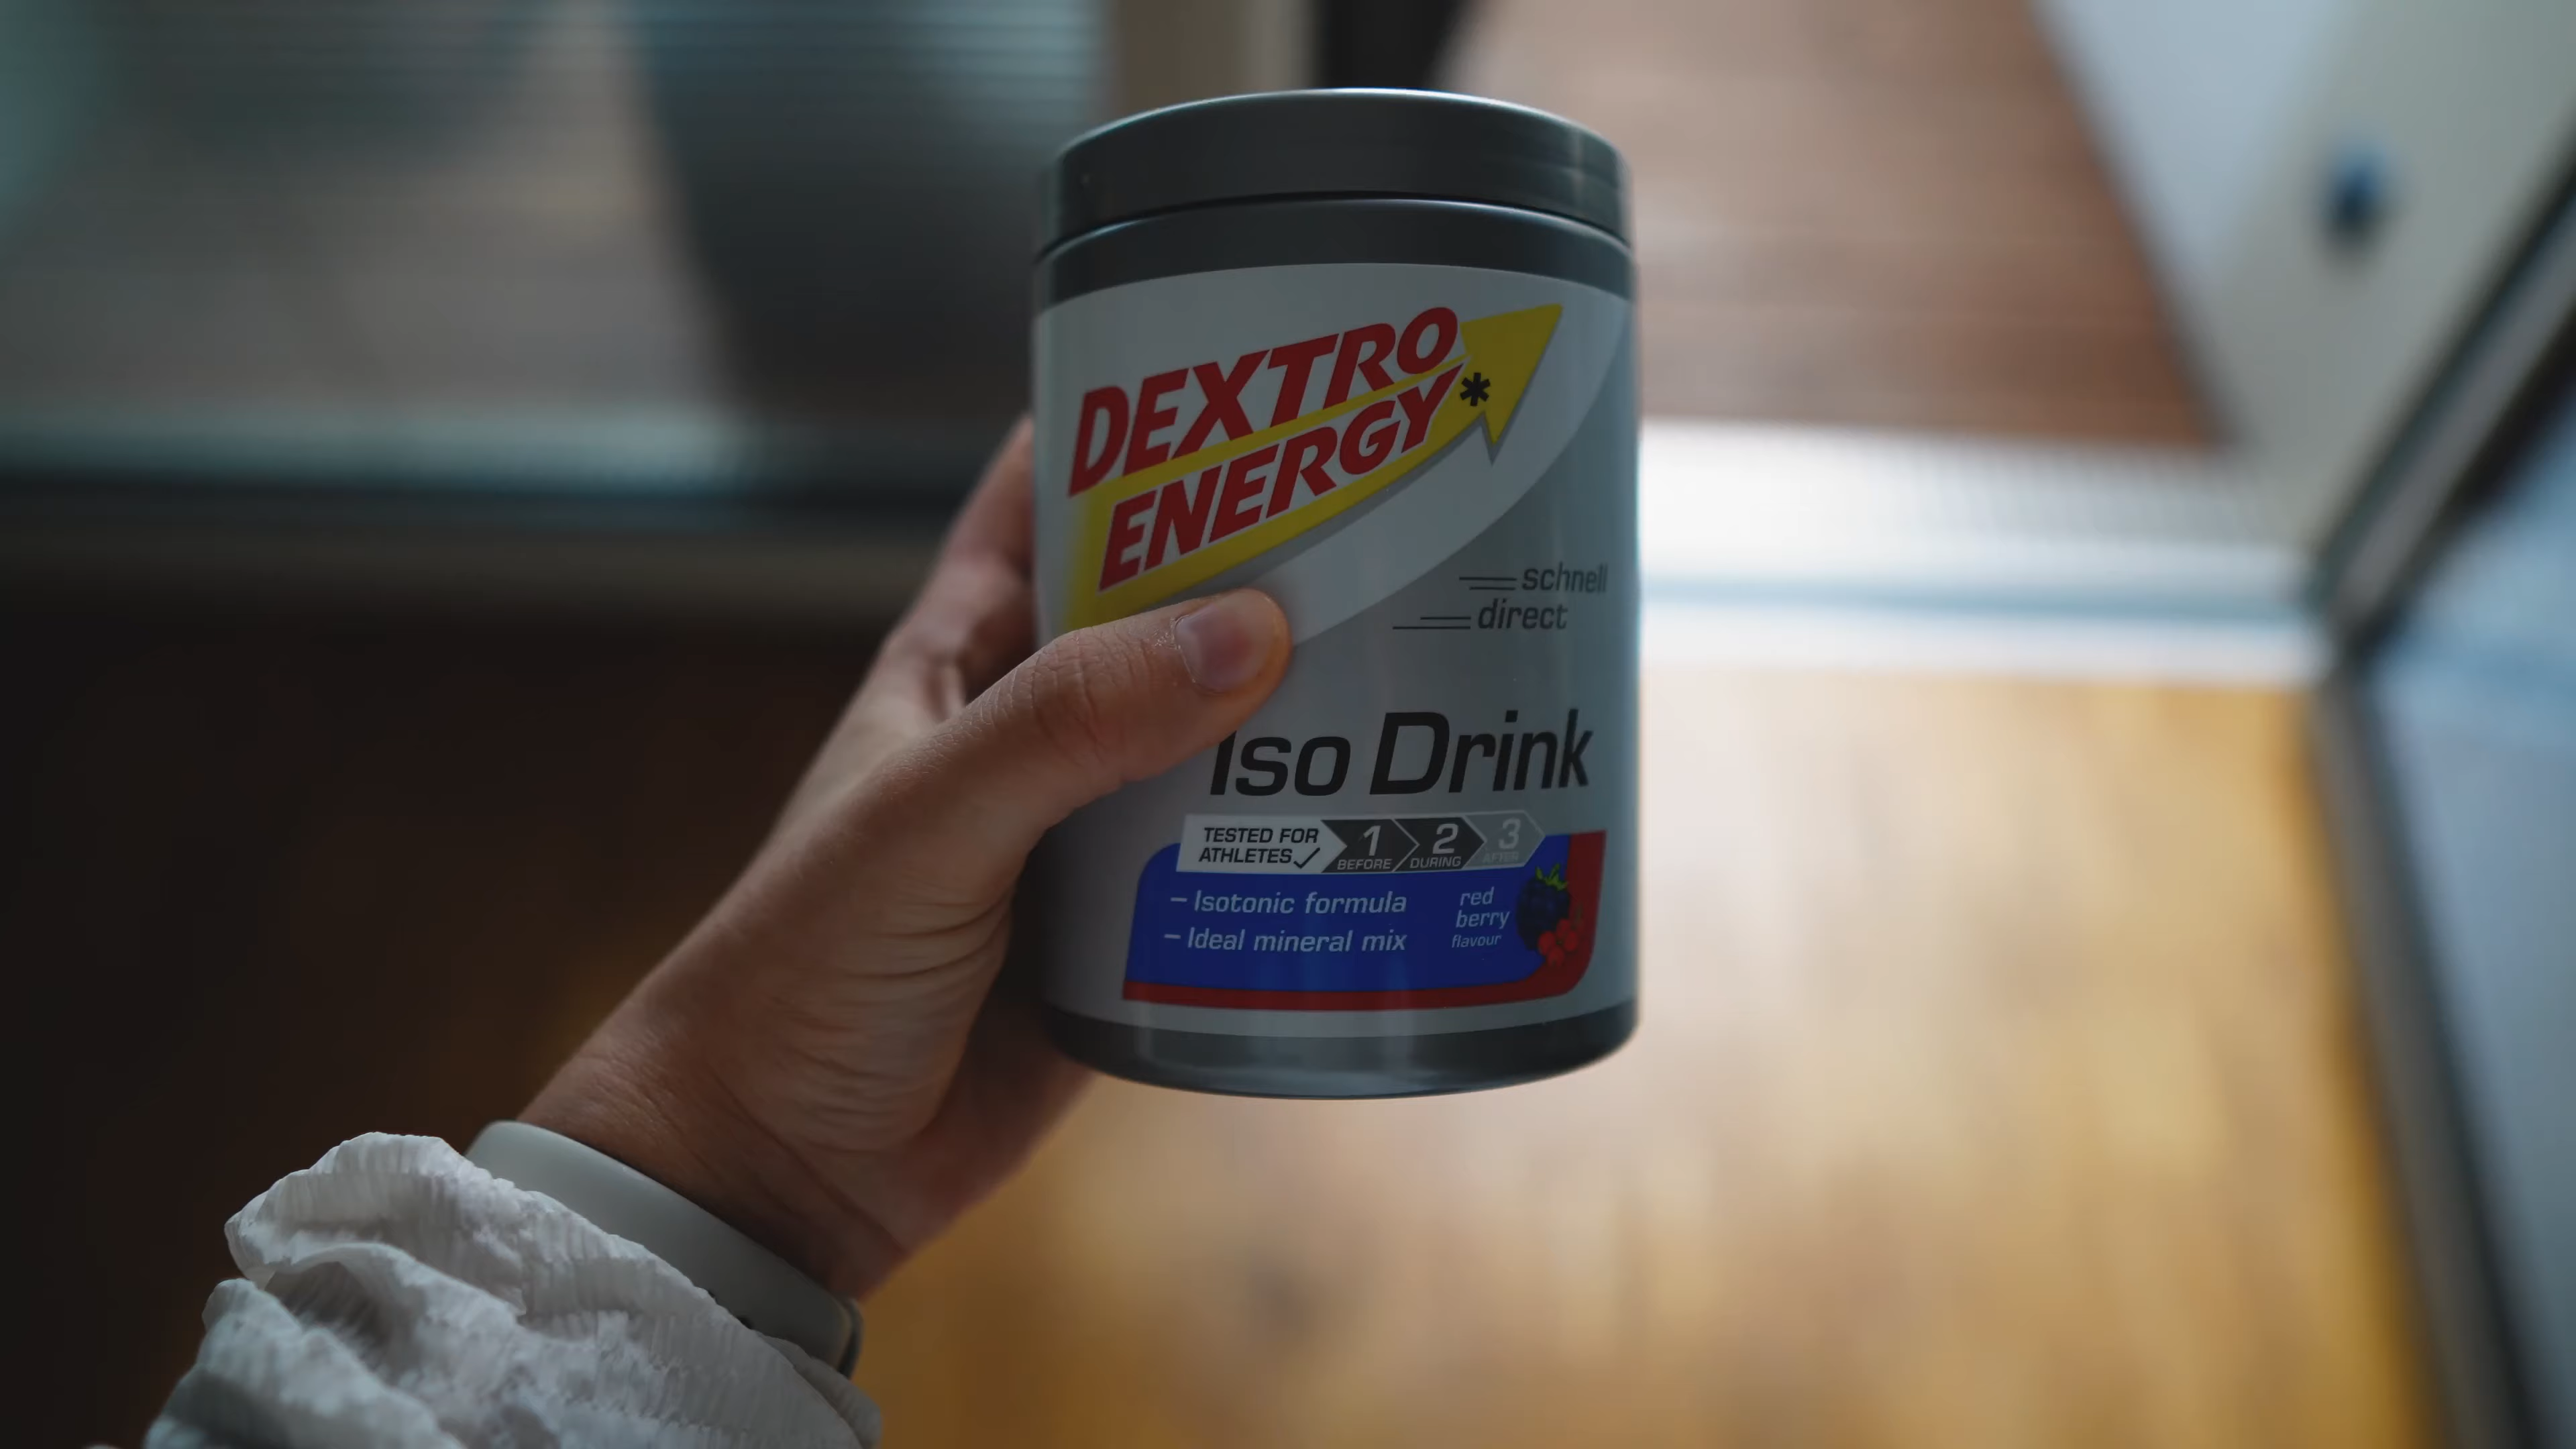 DEXTRO
ENERGY*
schnell
direct
Iso Drink
TESTED FOR
ATHLETES
1
BEFORE
2
DURING
3
AFTER
– Isotonic formula
– Ideal mineral mix
red
berry
flavour